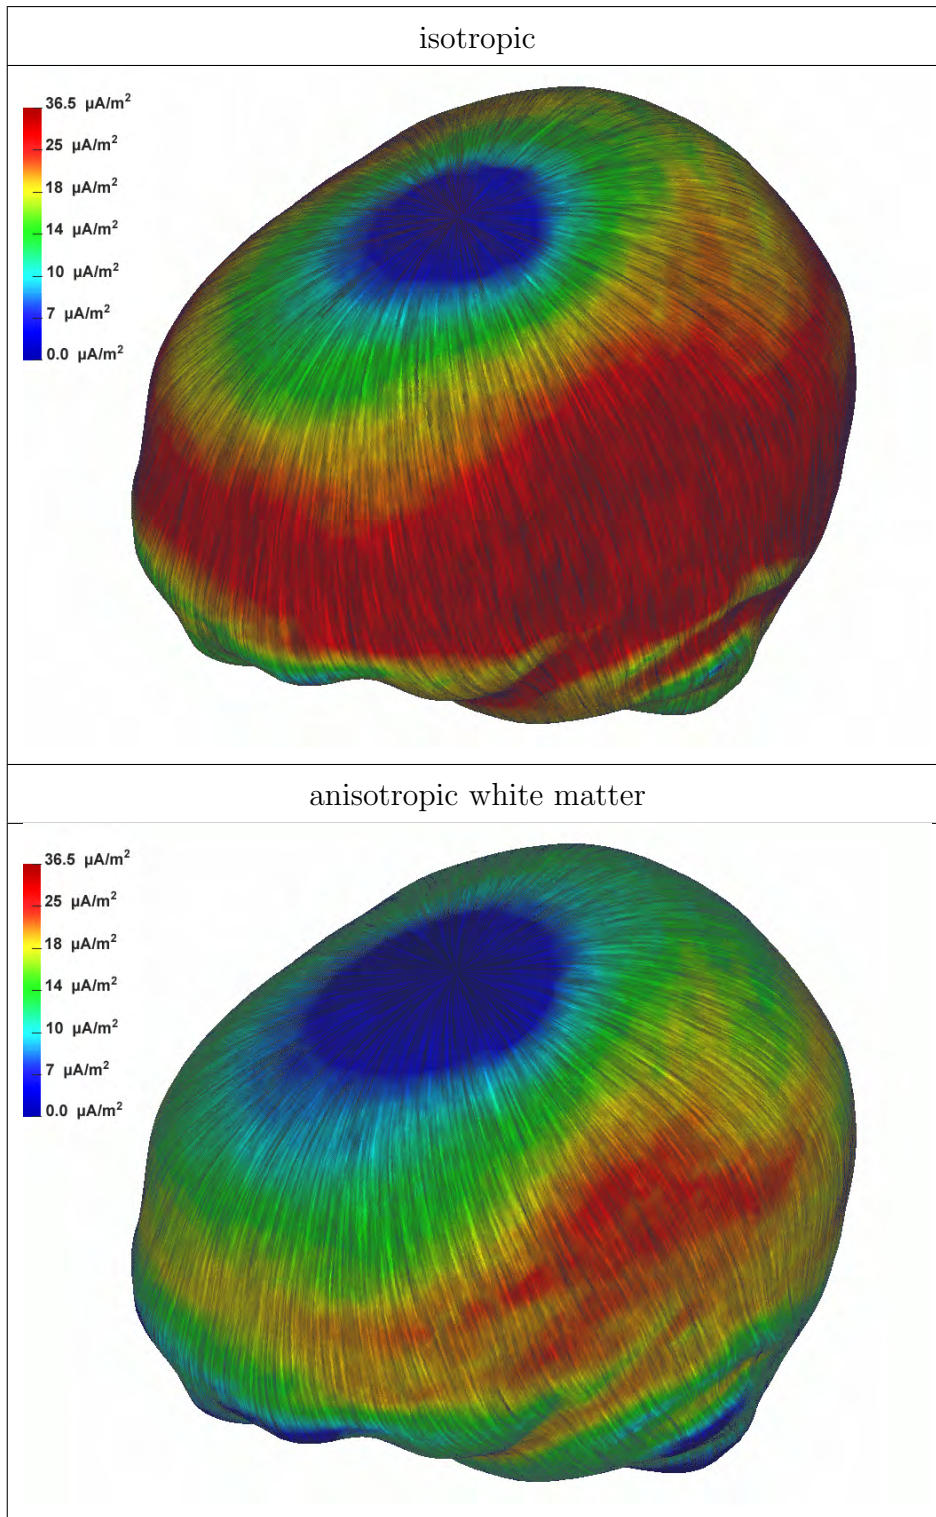 isotropic
36.5 µA/m²
25 µA/m²
18 µA/m²
14 µA/m²
10 µA/m²
7 µA/m²
0.0 µA/m²
anisotropic white matter
36.5 µA/m²
25 µA/m²
18 µA/m²
14 µA/m²
10 µA/m²
7 µA/m²
0.0 µA/m²